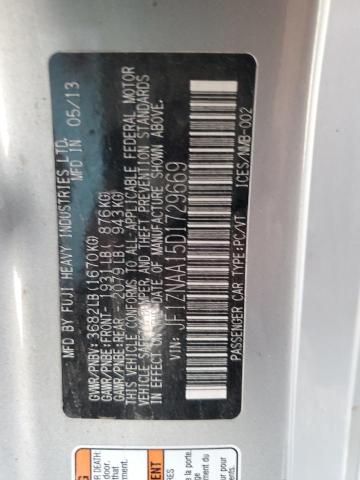 MFD BY FUJI HEAVY INDUSTRIES LTD. 05/13
GVWR/PNBV: 3682LB(1670KG)
GAWR/PNBE:FRONT- 1931LB( 876KG)
GAWR/PNBE:REAR- 2079LB( 943KG)
THIS VEHICLE CONFORMS TO ALL APPLICABLE FEDERAL MOTOR
VEHICLE SAFETY, BUMPER AND THEFT PREVENTION STANDARDS
IN EFFECT ON THE DATE OF MANUFACTURE SHOWN ABOVE.
VIN: JF1ZNAA15D1729669
PASSENGER CAR/TYPE:PC/VT ICES/NMB-002